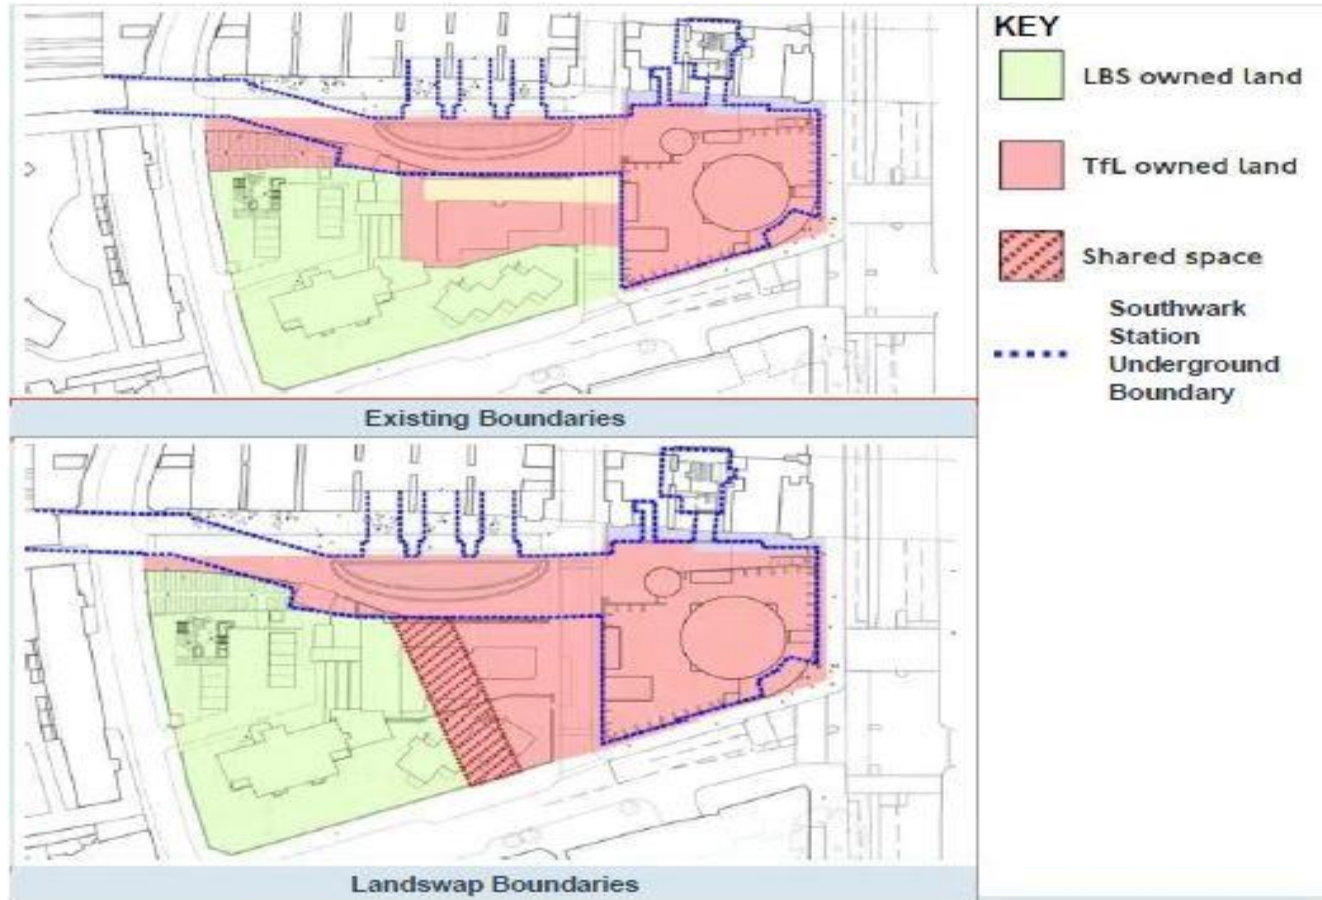 KEY
LBS owned land
TfL owned land
Shared space
Southwark
Station
Underground
Boundary
Existing Boundaries
Landswap Boundaries